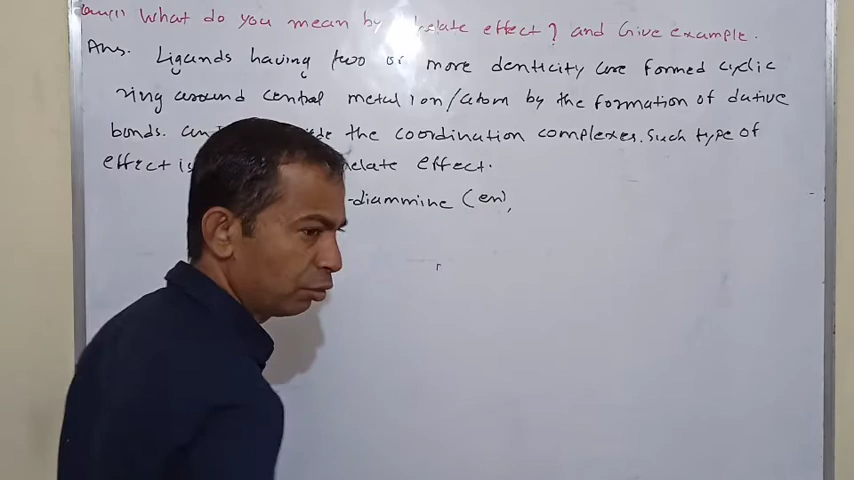 What do you mean by chelate effect? and Give example.
Ans. Ligands having two or more denticity are formed cyclic
ring around central metal ion/atom by the formation of dative
bonds. the coordination complexes. Such type of
effect is chelate effect.
-diammine (en),